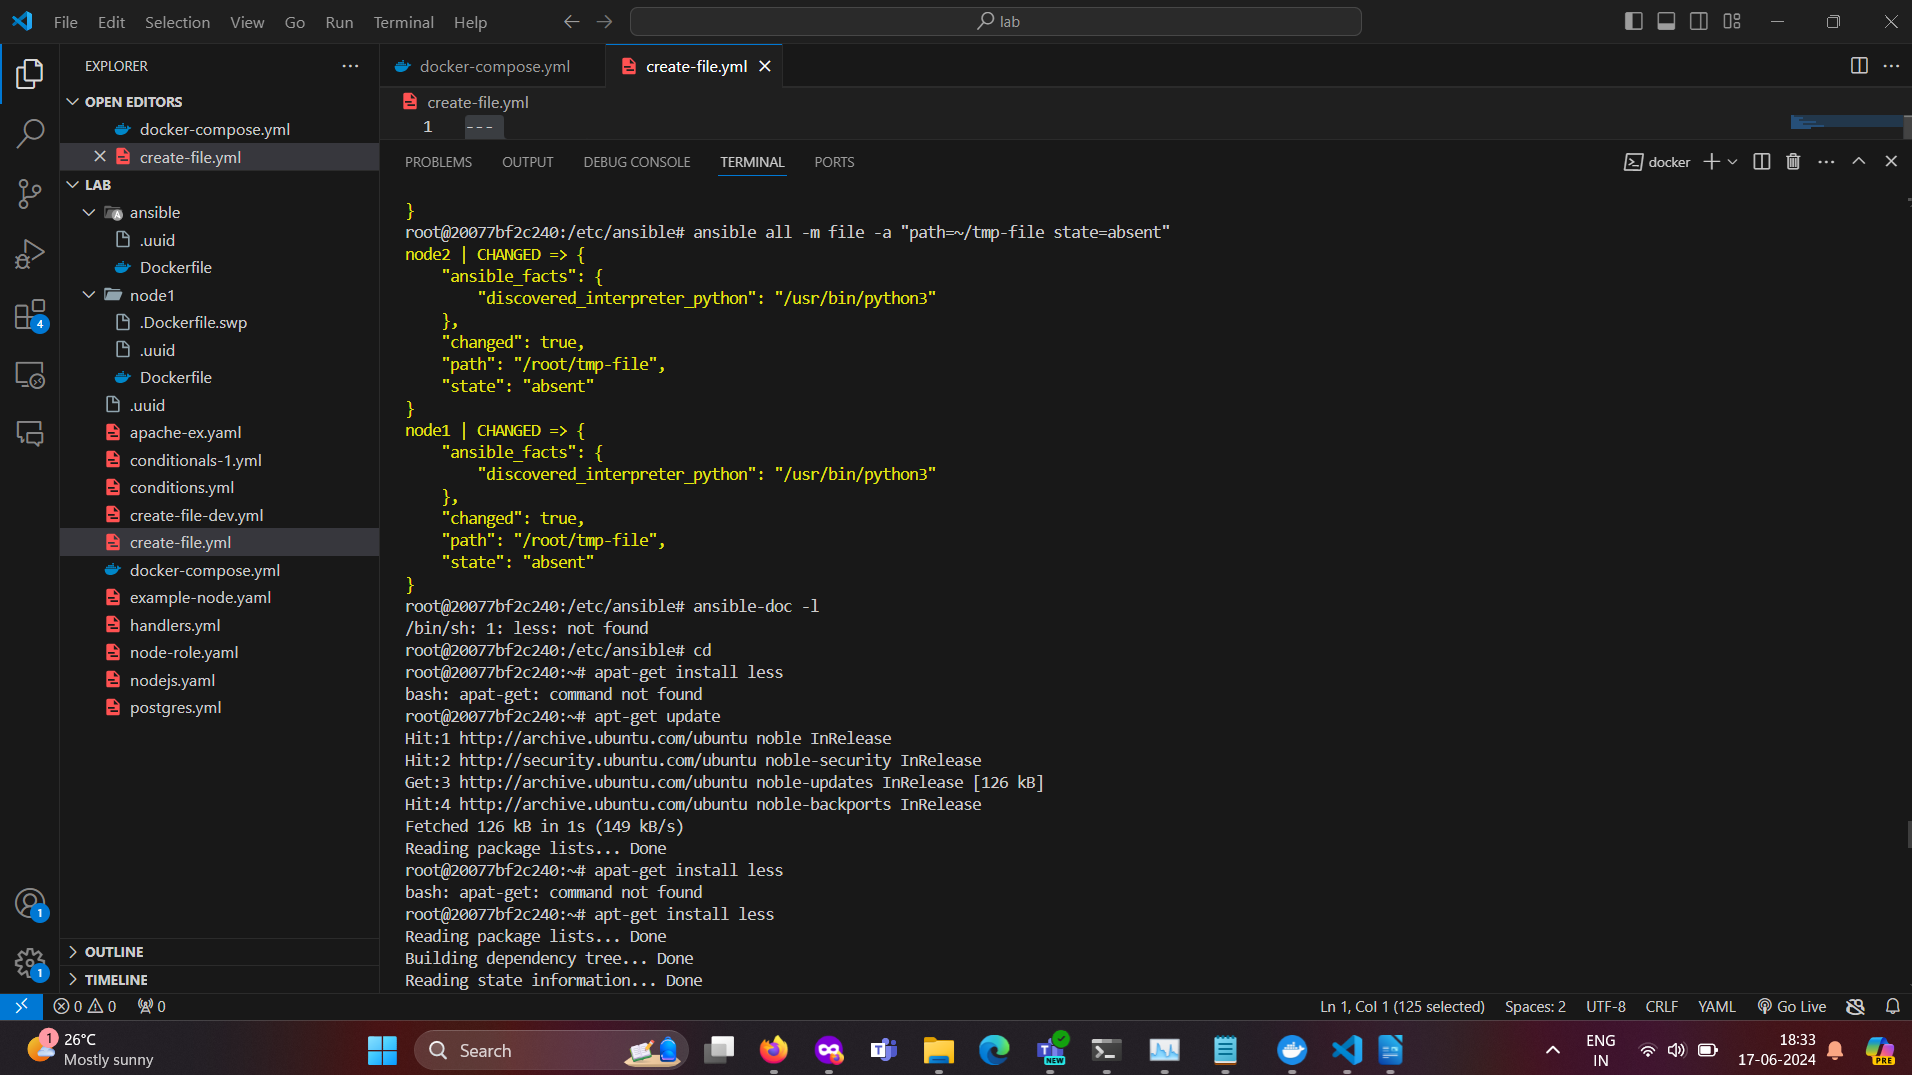 File Edit Selection View Go Run Terminal Help
lab
EXPLORER
OPEN EDITORS
docker-compose.yml
create-file.yml
LAB
ansible
.uuid
Dockerfile
node1
.Dockerfile.swp
.uuid
Dockerfile
.uuid
apache-ex.yaml
conditionals-1.yml
conditions.yml
create-file-dev.yml
create-file.yml
docker-compose.yml
example-node.yaml
handlers.yml
node-role.yaml
nodejs.yaml
postgres.yml
OUTLINE
TIMELINE
4
1
1
docker-compose.yml create-file.yml
create-file.yml
1 ---
PROBLEMS OUTPUT DEBUG CONSOLE TERMINAL PORTS
docker
}
root@20077bf2c240:/etc/ansible# ansible all -m file -a "path=~/tmp-file state=absent"
node2 | CHANGED => {
"ansible_facts": {
"discovered_interpreter_python": "/usr/bin/python3"
},
"changed": true,
"path": "/root/tmp-file",
"state": "absent"
}
node1 | CHANGED => {
"ansible_facts": {
"discovered_interpreter_python": "/usr/bin/python3"
},
"changed": true,
"path": "/root/tmp-file",
"state": "absent"
}
root@20077bf2c240:/etc/ansible# ansible-doc -l
/bin/sh: 1: less: not found
root@20077bf2c240:/etc/ansible# cd
root@20077bf2c240:~# apat-get install less
bash: apat-get: command not found
root@20077bf2c240:~# apt-get update
Hit:1 http://archive.ubuntu.com/ubuntu noble InRelease
Hit:2 http://security.ubuntu.com/ubuntu noble-security InRelease
Get:3 http://archive.ubuntu.com/ubuntu noble-updates InRelease [126 kB]
Hit:4 http://archive.ubuntu.com/ubuntu noble-backports InRelease
Fetched 126 kB in 1s (149 kB/s)
Reading package lists... Done
root@20077bf2c240:~# apat-get install less
bash: apat-get: command not found
root@20077bf2c240:~# apt-get install less
Reading package lists... Done
Building dependency tree... Done
Reading state information... Done
0 0 0
Ln 1, Col 1 (125 selected) Spaces: 2 UTF-8 CRLF YAML Go Live
1
26°C
Mostly sunny
Search
NEW
ENG
IN
18:33
17-06-2024
PRE